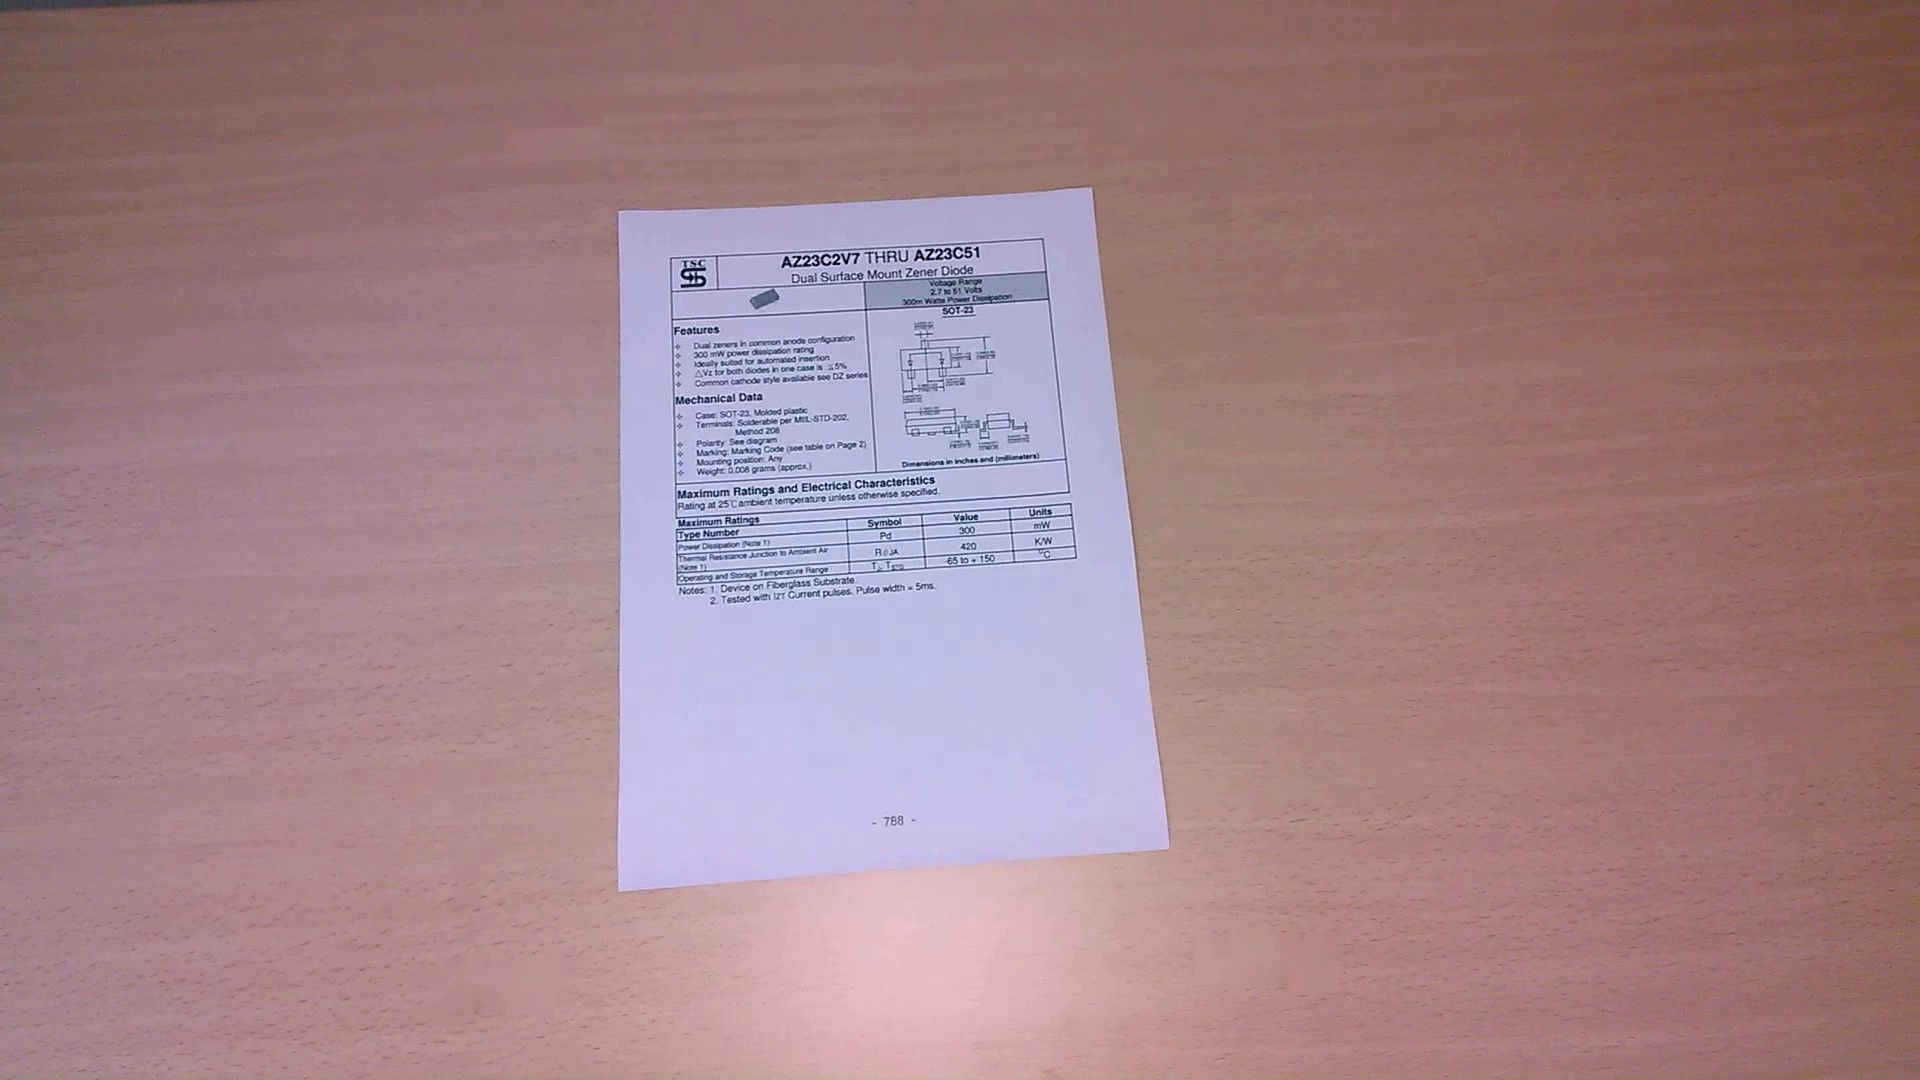 TSC
AZ23C2V7 THRU AZ23C51
Dual Surface Mount Zener Diode
Voltage Range
2.7 to 51 Volts
300m Watts Power Dissipation
SOT-23
Features
Dual zeners in common anode configuration
300 mW power dissipation rating
Ideally suited for automated insertion
△Vz for both diodes in one case is ≦5%
Common cathode style available see DZ series
Mechanical Data
Case: SOT-23, Molded plastic
Terminals: Solderable per MIIL-STD-202,
Method 208
Polarity: See diagram
Marking: Marking Code (see table on Page 2)
Mounting position: Any
Weight: 0.008 grams (approx.)
Dimensions in inches and (millimeters)
Maximum Ratings and Electrical Characteristics
Rating at 25℃ ambient temperature unless otherwise specified.
Maximum Ratings
Type Number Symbol Value Units
Power Dissipation (Note 1) Pd 300 mW
Thermal Resistance Junction to Ambient Air
(Note 1) RθJA 420 K/W
Operating and Storage Temperature Range TJ, TSTG -65 to + 150 °C
Notes: 1. Device on Fiberglass Substrate.
2. Tested with IZT Current pulses. Pulse width = 5ms.
- 788 -